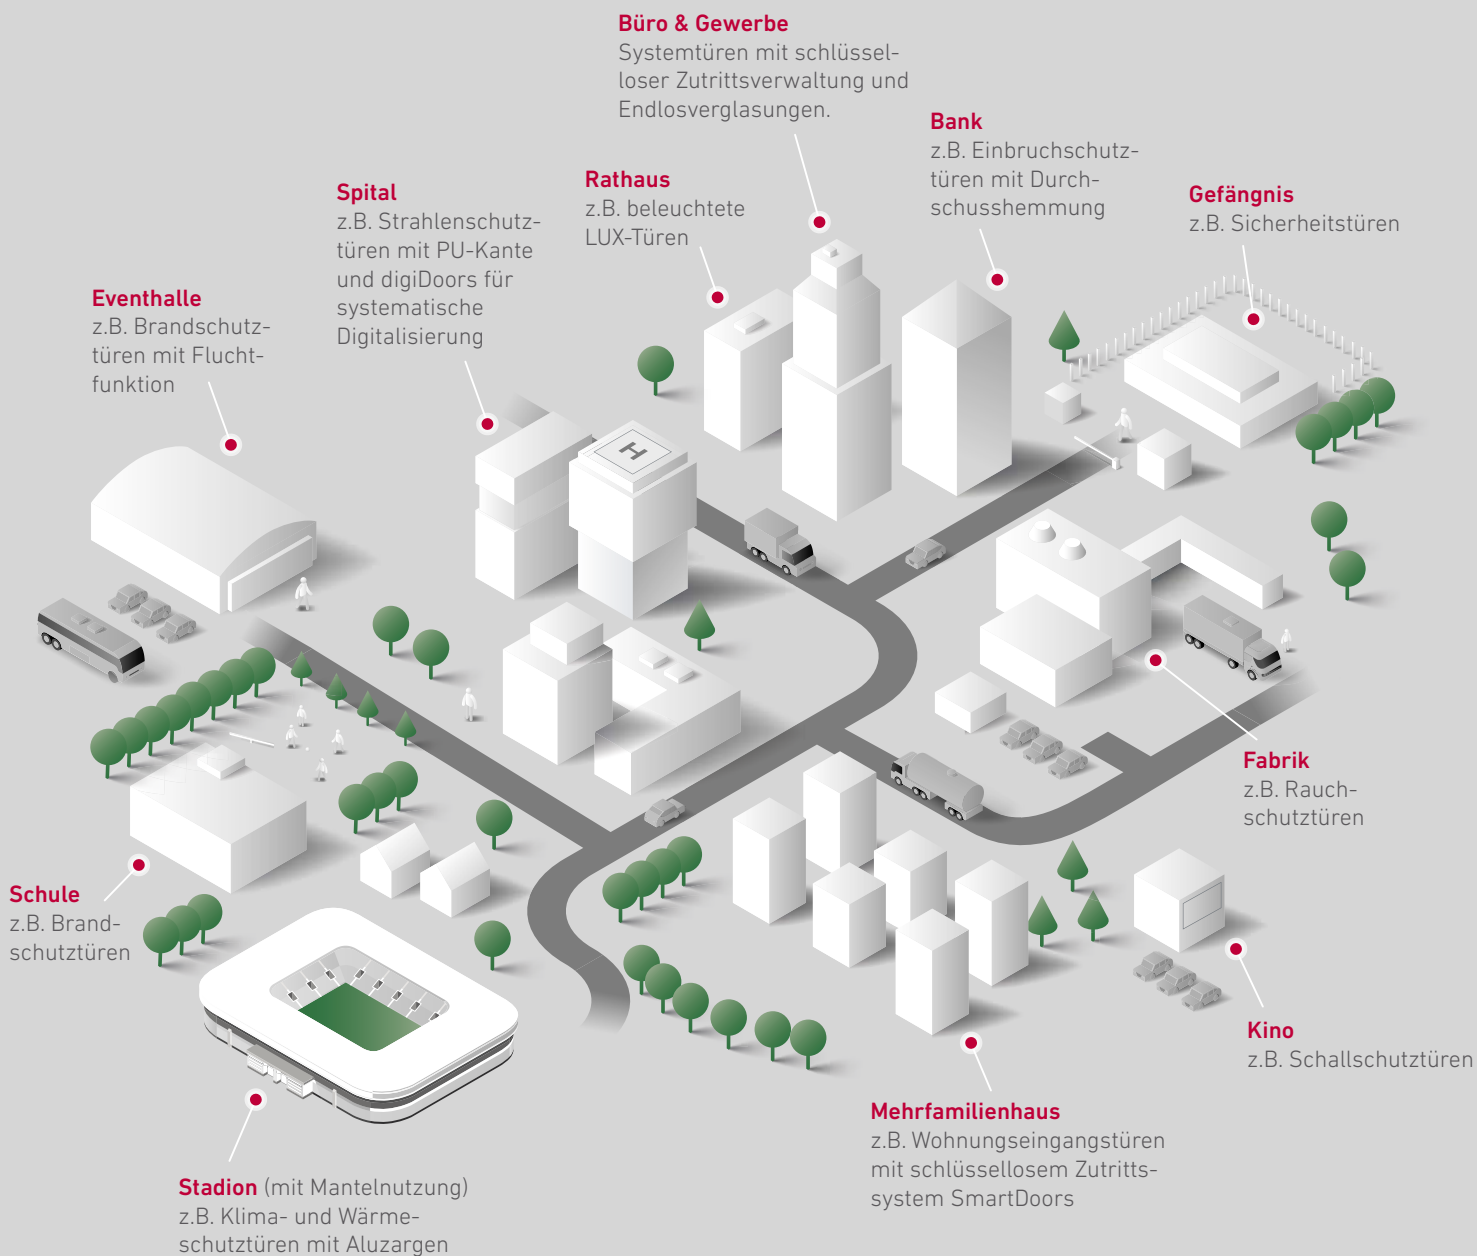 Büro & Gewerbe
Systemtüren mit schlüssel-
loser Zutrittsverwaltung und
Endlosverglasungen.
Bank
z.B. Einbruchschutz-
türen mit Durch-
schusshemmung
Rathaus
z.B. beleuchtete
LUX-Türen
Spital
z.B. Strahlenschutz-
türen mit PU-Kante
und digiDoors für
systematische
Digitalisierung
Gefängnis
z.B. Sicherheitstüren
Eventhalle
z.B. Brandschutz-
türen mit Flucht-
funktion
H
Fabrik
z.B. Rauch-
schutztüren
Schule
z.B. Brand-
schutztüren
Kino
z.B. Schallschutztüren
Mehrfamilienhaus
z.B. Wohnungseingangstüren
mit schlüssellosem Zutritts-
system SmartDoors
Stadion (mit Mantelnutzung)
z.B. Klima- und Wärme-
schutztüren mit Aluzargen